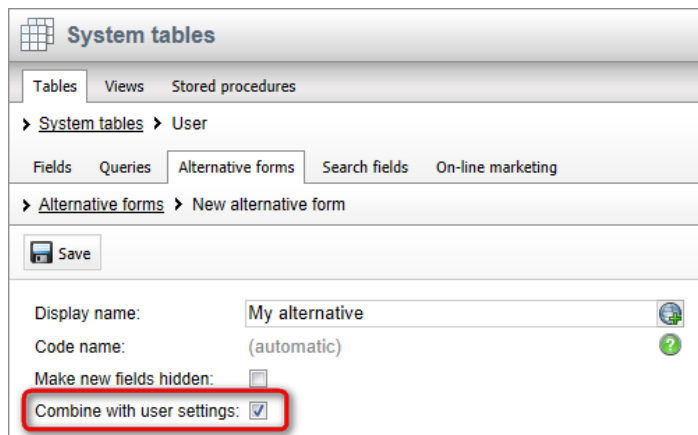 System tables
Tables Views Stored procedures
System tables User
Fields Queries Alternative forms Search fields On-line marketing
Alternative forms New alternative form
Save
Display name: My alternative
Code name: (automatic)
Make new fields hidden:
Combine with user settings: